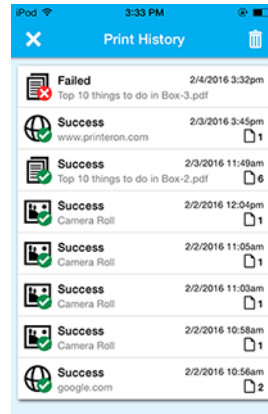 iPod 3:33 PM
Print History
Failed 2/4/2016 3:32pm
Top 10 things to do in Box-3.pdf
Success 2/3/2016 3:45pm
www.printeron.com 1
Success 2/3/2016 11:49am
Top 10 things to do in Box-2.pdf 6
Success 2/2/2016 12:04pm
Camera Roll 1
Success 2/2/2016 11:05am
Camera Roll 1
Success 2/2/2016 11:03am
Camera Roll 1
Success 2/2/2016 10:58am
Camera Roll 1
Success 2/2/2016 10:56am
google.com 2